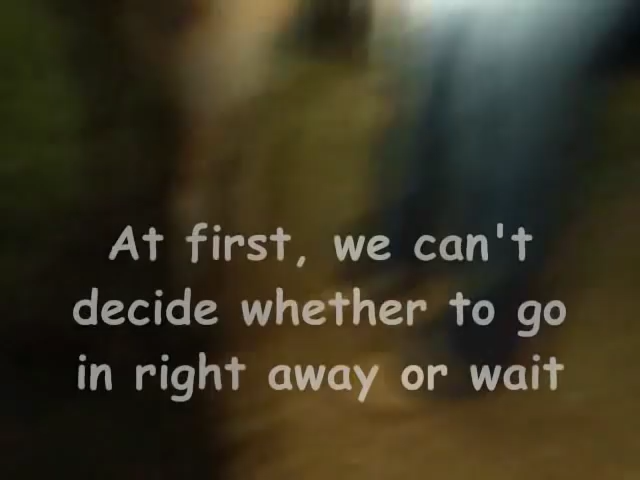 At first, we can't
decide whether to go
in right away or wait